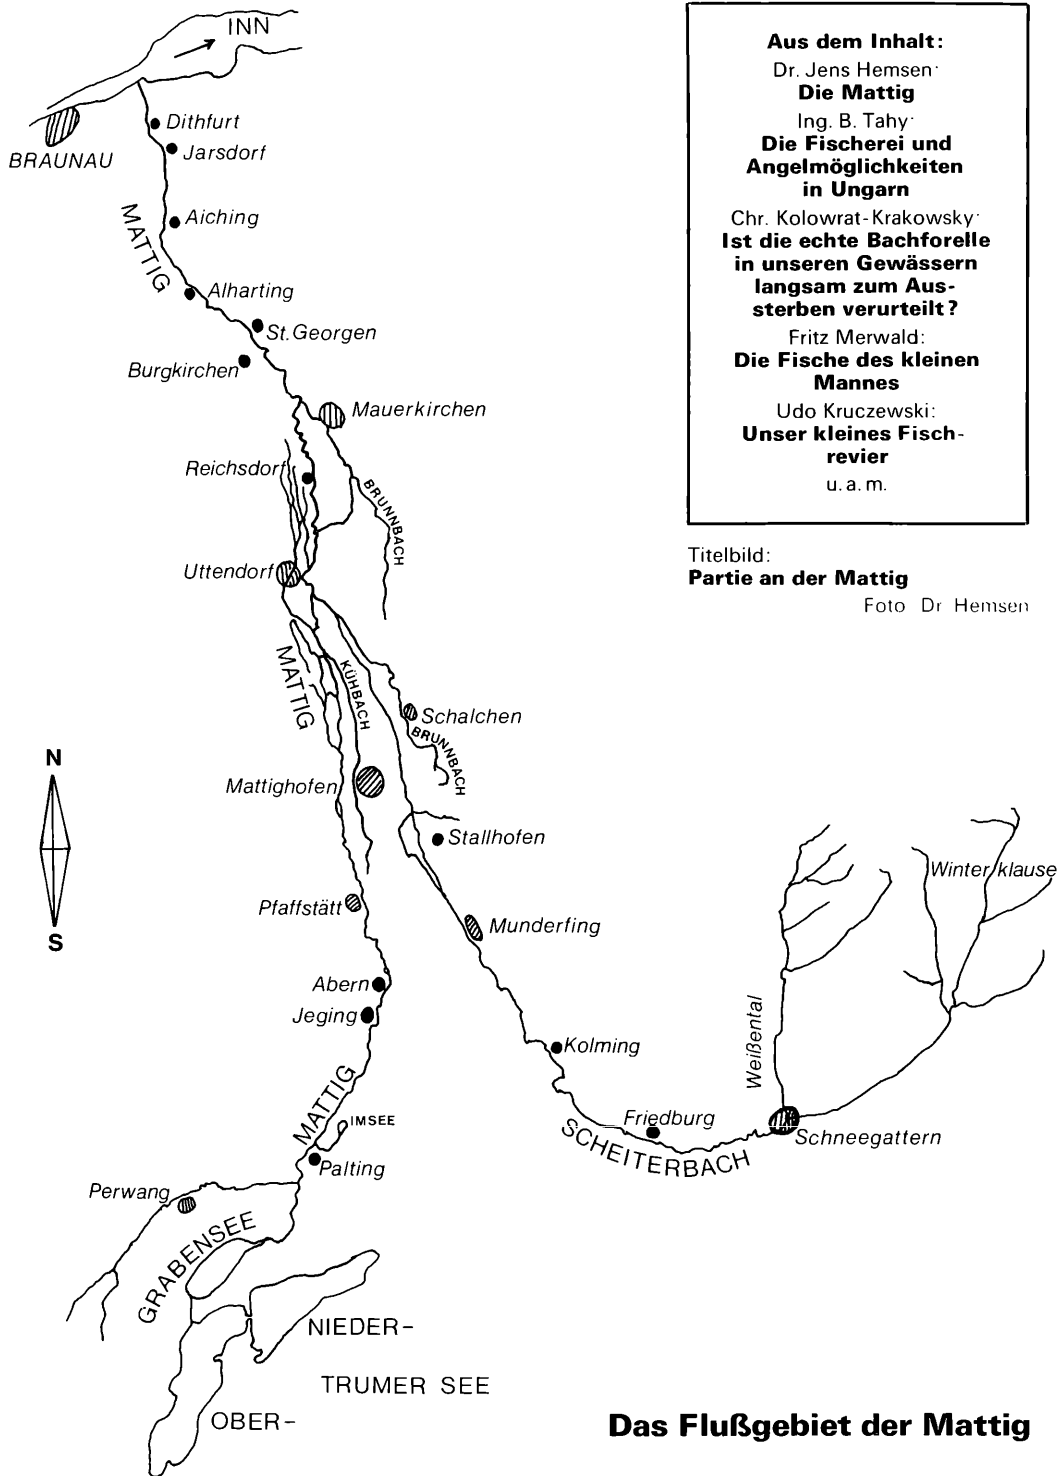 INN
BRAUNAU
Dithfurt
Jarsdorf
Aiching
MATTIG
Alharting
St.Georgen
Burgkirchen
Mauerkirchen
Reichsdorf
BRUNNBACH
Uttendorf
MATTIG
KÜHBACH
Schalchen
BRUNNBACH
Mattighofen
Stallhofen
Pfaffstätt
Munderfing
Abern
Jeging
Kolming
MATTIG
IMSEE
Palting
Perwang
GRABENSEE
NIEDER-
TRUMER SEE
OBER-
SCHEITERBACH
Friedburg
Schneegattern
Weißental
Winterklause
N
S
Aus dem Inhalt:
Dr. Jens Hemsen·
Die Mattig
Ing. B. Tahy·
Die Fischerei und
Angelmöglichkeiten
in Ungarn
Chr. Kolowrat-Krakowsky·
Ist die echte Bachforelle
in unseren Gewässern
langsam zum Aus-
sterben verurteilt?
Fritz Merwald:
Die Fische des kleinen
Mannes
Udo Kruczewski:
Unser kleines Fisch-
revier
u. a. m.
Titelbild:
Partie an der Mattig
Foto Dr Hemsen
Das Flußgebiet der Mattig